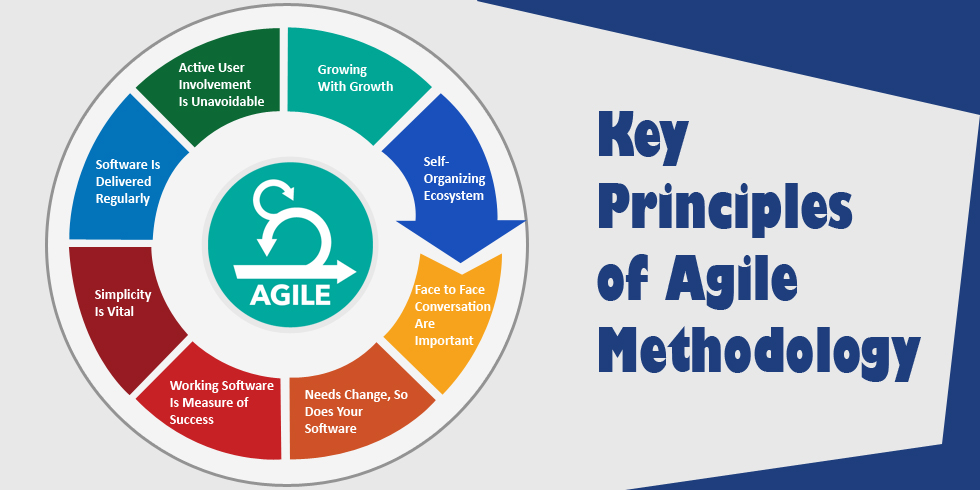 Active User
Involvement
Is Unavoidable
Growing
With Growth
Self-
Organizing
Ecosystem
Face to Face
Conversation
Are
Important
Needs Change, So
Does Your
Software
Working Software
Is Measure of
Success
Simplicity
Is Vital
Software Is
Delivered
Regularly
AGILE
Key
Principles
of Agile
Methodology